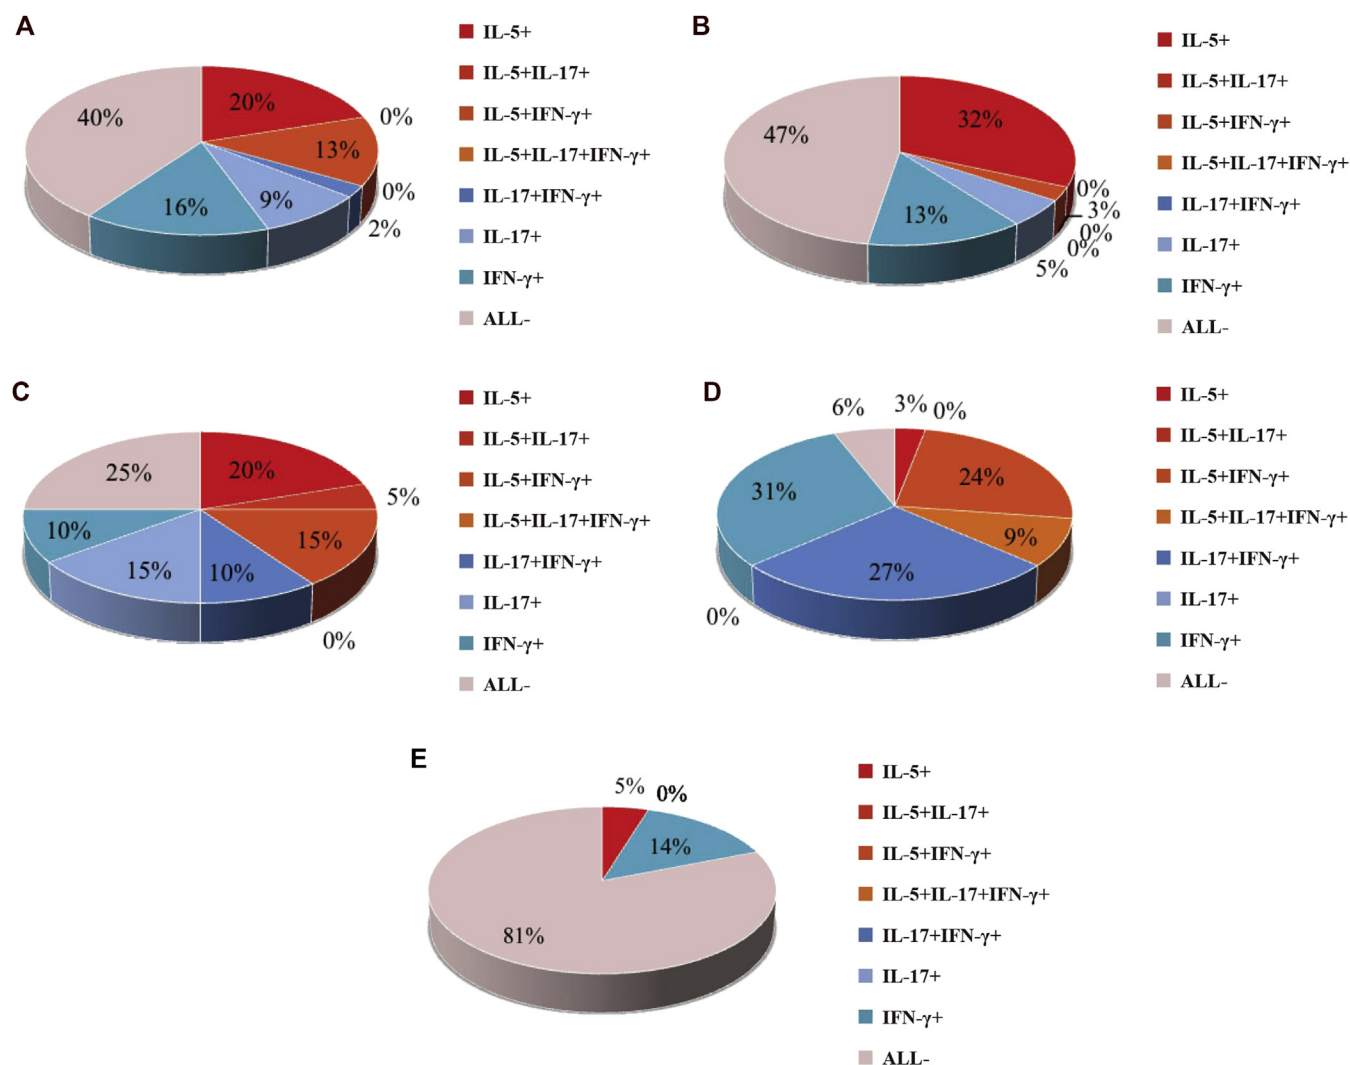 A
IL-5+
IL-5+IL-17+
IL-5+IFN-γ+
IL-5+IL-17+IFN-γ+
IL-17+IFN-γ+
IL-17+
IFN-γ+
ALL-
20%
0%
13%
0%
2%
9%
16%
40%
B
IL-5+
IL-5+IL-17+
IL-5+IFN-γ+
IL-5+IL-17+IFN-γ+
IL-17+IFN-γ+
IL-17+
IFN-γ+
ALL-
32%
0%
3%
0%
0%
5%
13%
47%
C
IL-5+
IL-5+IL-17+
IL-5+IFN-γ+
IL-5+IL-17+IFN-γ+
IL-17+IFN-γ+
IL-17+
IFN-γ+
ALL-
20%
5%
15%
0%
10%
15%
10%
25%
D
IL-5+
IL-5+IL-17+
IL-5+IFN-γ+
IL-5+IL-17+IFN-γ+
IL-17+IFN-γ+
IL-17+
IFN-γ+
ALL-
3%
0%
24%
9%
27%
0%
31%
6%
E
IL-5+
IL-5+IL-17+
IL-5+IFN-γ+
IL-5+IL-17+IFN-γ+
IL-17+IFN-γ+
IL-17+
IFN-γ+
ALL-
5%
0%
14%
81%